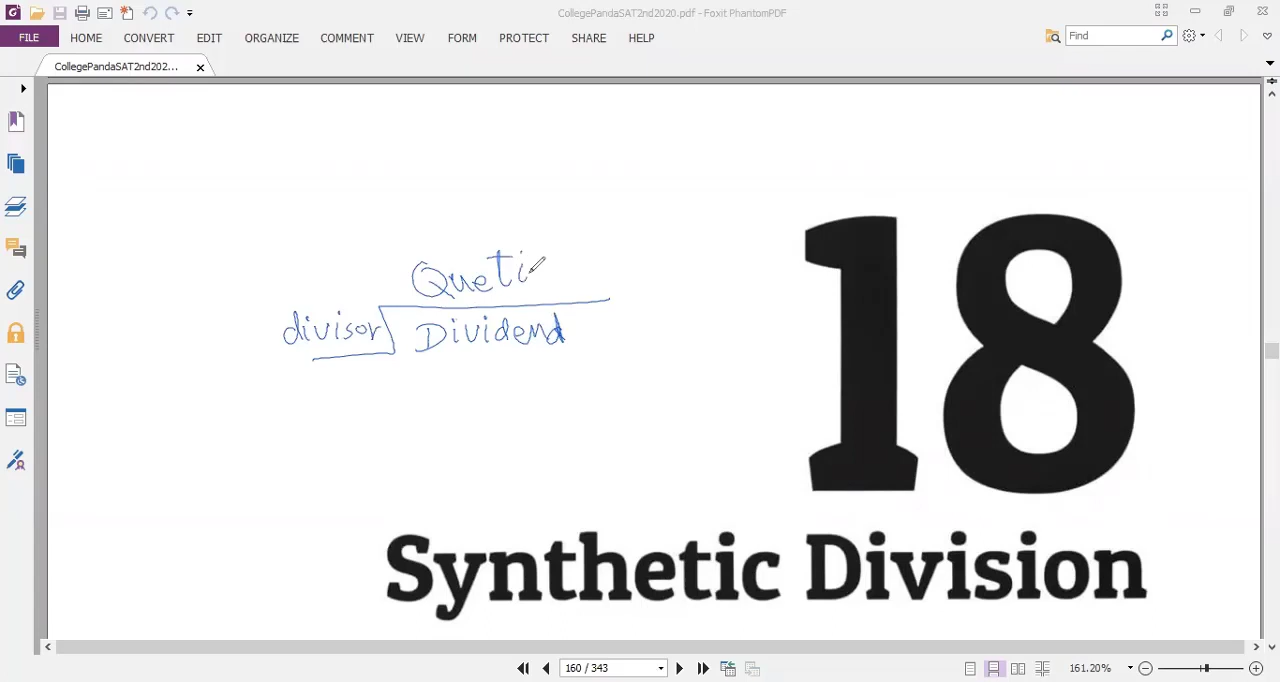 CollegePandaSAT2nd2020.pdf - Foxit PhantomPDF
FILE HOME CONVERT EDIT ORGANIZE COMMENT VIEW FORM PROTECT SHARE HELP
Find
CollegePandaSAT2nd202...
Queti
divisor Dividend
18
Synthetic Division
160 / 343
161.20%